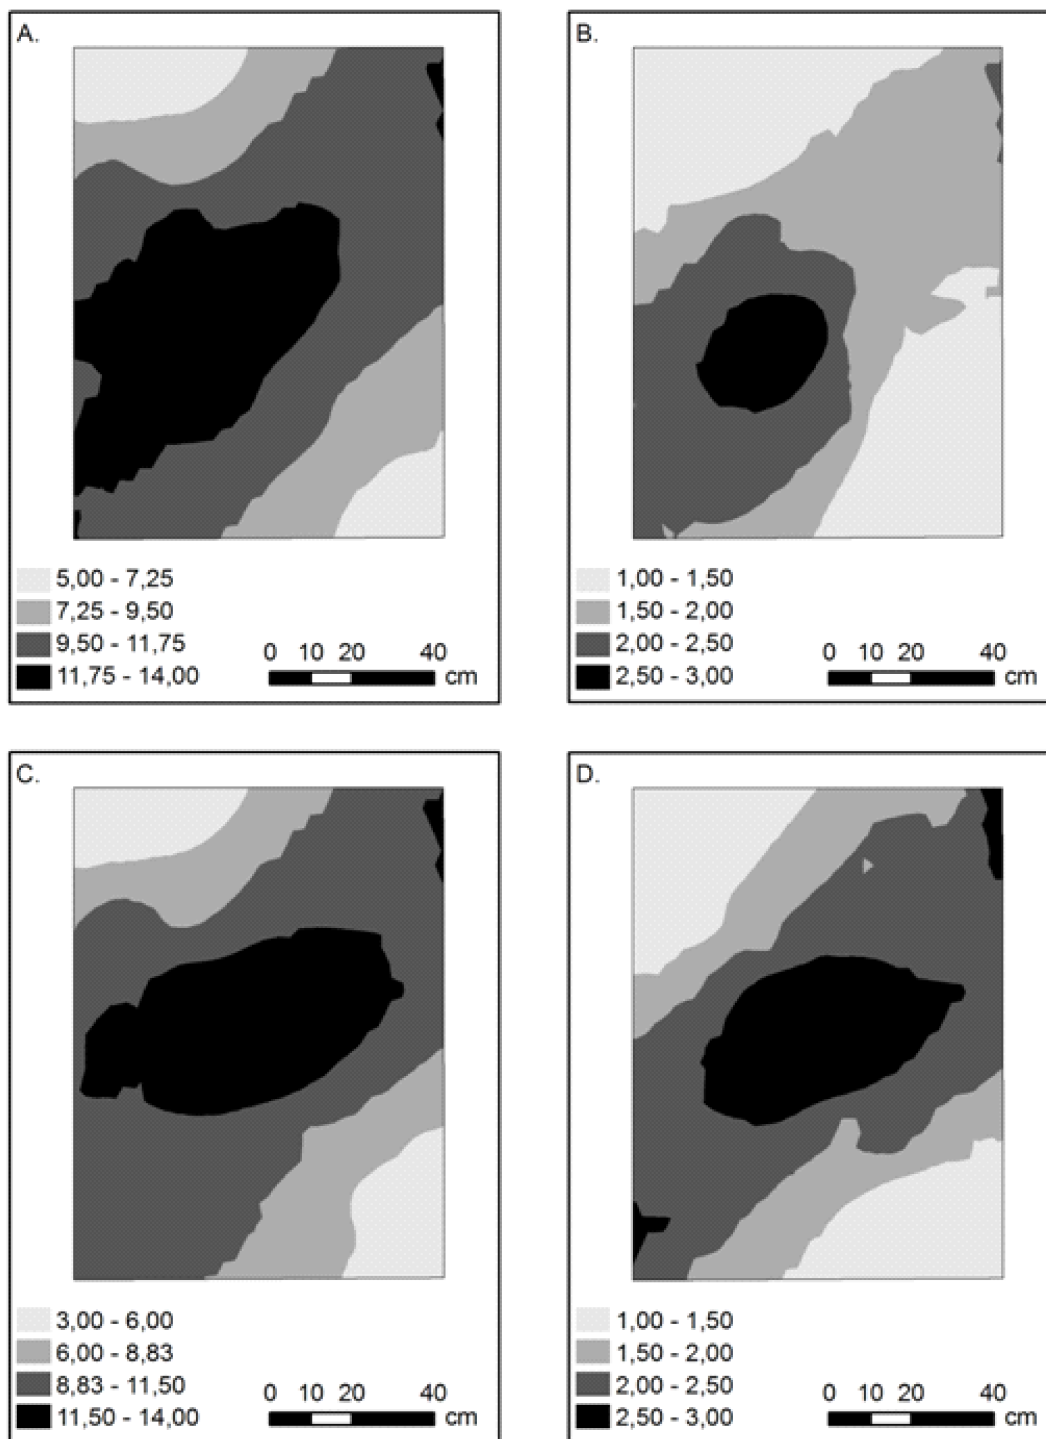 A.
5,00 - 7,25
7,25 - 9,50
9,50 - 11,75
11,75 - 14,00
0 10 20 40
cm
B.
1,00 - 1,50
1,50 - 2,00
2,00 - 2,50
2,50 - 3,00
0 10 20 40
cm
C.
3,00 - 6,00
6,00 - 8,83
8,83 - 11,50
11,50 - 14,00
0 10 20 40
cm
D.
1,00 - 1,50
1,50 - 2,00
2,00 - 2,50
2,50 - 3,00
0 10 20 40
cm